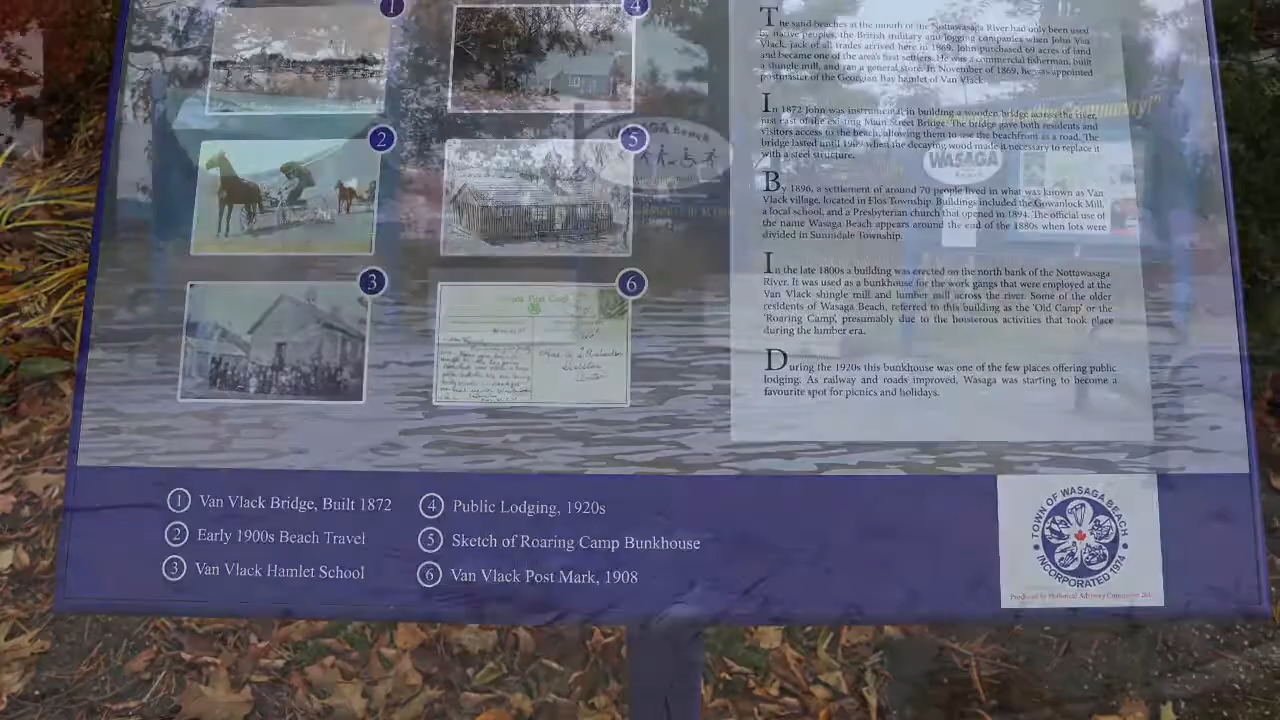 1
4
The sand beaches at the mouth of the Nottawasaga River had only been used
by native peoples, the British military and logging companies when John Van
Vlack, jack of all trades arrived here in 1869. John purchased 69 acres of land
and became one of the area's first settlers. He was a commercial fisherman, built
a shingle mill, and ran a general store. In November of 1869, he was appointed
postmaster of the Georgian Bay hamlet of Van Vlack.
2
5
In 1872 John was instrumental in building a wooden bridge across the river,
just east of the existing Main Street Bridge. The bridge gave both residents and
visitors access to the beach, allowing them to use the beachfront as a road. The
bridge lasted until 1909 when the decaying wood made it necessary to replace it
with a steel structure.
WASAGA BEACH
WASAGA
Beach
Community!
By 1896, a settlement of around 70 people lived in what was known as Van
Vlack village, located in Flos Township. Buildings included the Gowanlock Mill,
a local school, and a Presbyterian church that opened in 1894. The official use of
the name Wasaga Beach appears around the end of the 1880s when lots were
divided in Sunnidale Township.
3
6
Post Card
In the late 1800s a building was erected on the north bank of the Nottawasaga
River. It was used as a bunkhouse for the work gangs that were employed at the
Van Vlack shingle mill and lumber mill across the river. Some of the older
residents of Wasaga Beach, referred to this building as the 'Old Camp' or the
'Roaring Camp', presumably due to the boisterous activities that took place
during the lumber era.
During the 1920s this bunkhouse was one of the few places offering public
lodging. As railway and roads improved, Wasaga was starting to become a
favourite spot for picnics and holidays.
1 Van Vlack Bridge, Built 1872
2 Early 1900s Beach Travel
3 Van Vlack Hamlet School
4 Public Lodging, 1920s
5 Sketch of Roaring Camp Bunkhouse
6 Van Vlack Post Mark, 1908
TOWN OF WASAGA BEACH
INCORPORATED 1974
Produced by Historical Advisory Committee